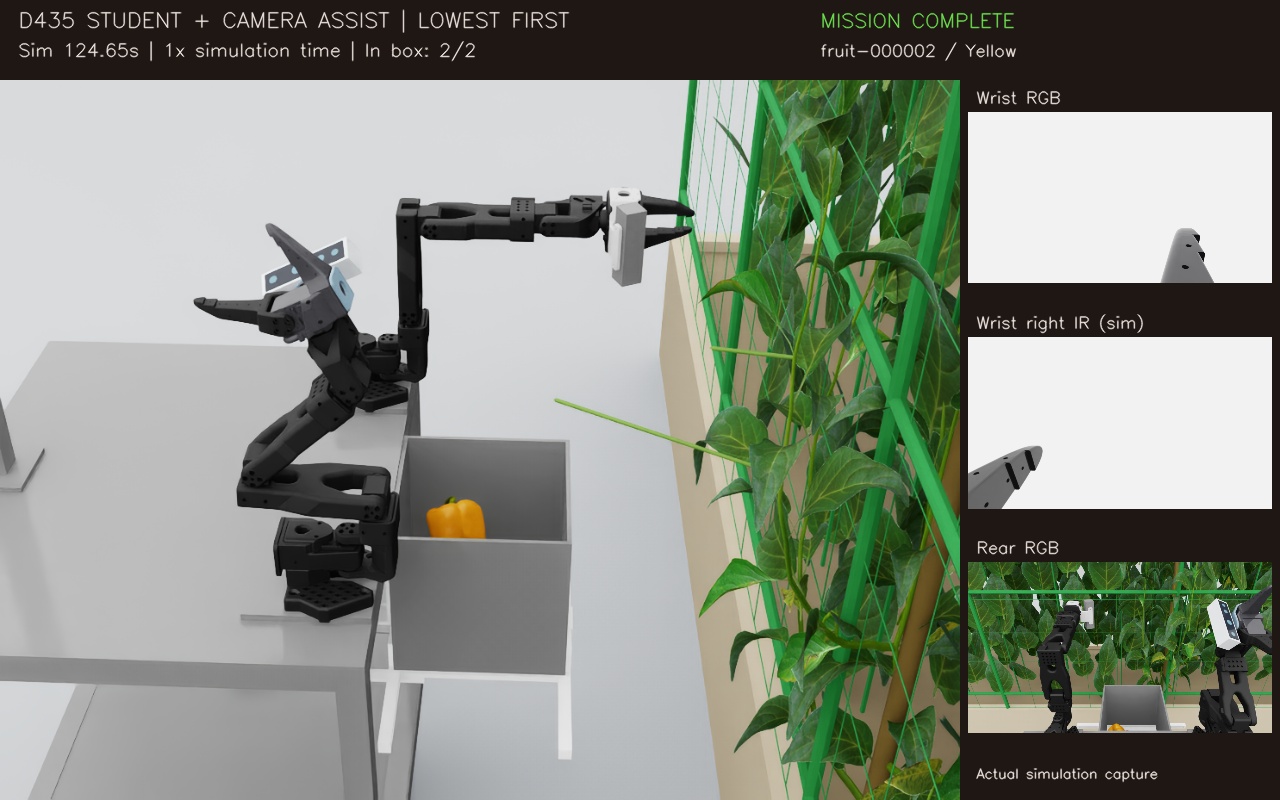 D435 STUDENT + CAMERA ASSIST | LOWEST FIRST
MISSION COMPLETE
Sim 124.65s | 1x simulation time | In box: 2/2
fruit-000002 / Yellow
Wrist RGB
Wrist right IR (sim)
Rear RGB
Actual simulation capture